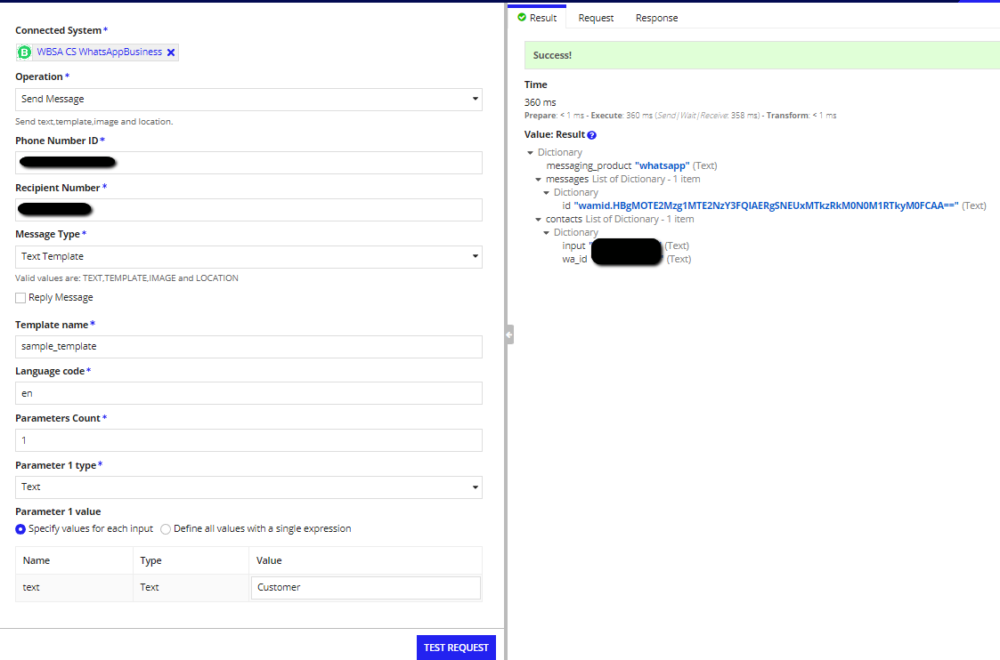 Connected System *
WBSA CS WhatsAppBusiness
Operation *
Send Message
Send text,template,image and location.
Phone Number ID *
Recipient Number *
Message Type *
Text Template
Valid values are: TEXT,TEMPLATE,IMAGE and LOCATION
Reply Message
Template name *
sample_template
Language code *
en
Parameters Count *
1
Parameter 1 type *
Text
Parameter 1 value
Specify values for each input Define all values with a single expression
Name Type Value
text Text Customer
TEST REQUEST
Result Request Response
Success!
Time
360 ms
Prepare: < 1 ms - Execute: 360 ms (Send|Wait|Receive: 358 ms) - Transform: < 1 ms
Value: Result ?
Dictionary
messaging_product "whatsapp" (Text)
messages List of Dictionary - 1 item
Dictionary
id "wamid.HBgMOTE2Mzg1MTE2NzY3FQIAERgSNEUxMTkzRkM0N0M1RTkyM0FCAA==" (Text)
contacts List of Dictionary - 1 item
Dictionary
input " (Text)
wa_id (Text)